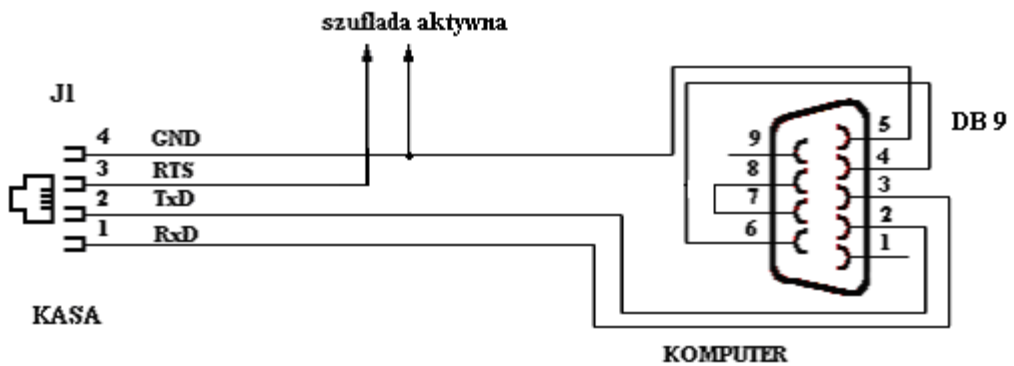 szuflada aktywna
J1
4 GND
3 RTS
2 TxD
1 RxD
KASA
DB 9
9
8
7
6
5
4
3
2
1
KOMPUTER